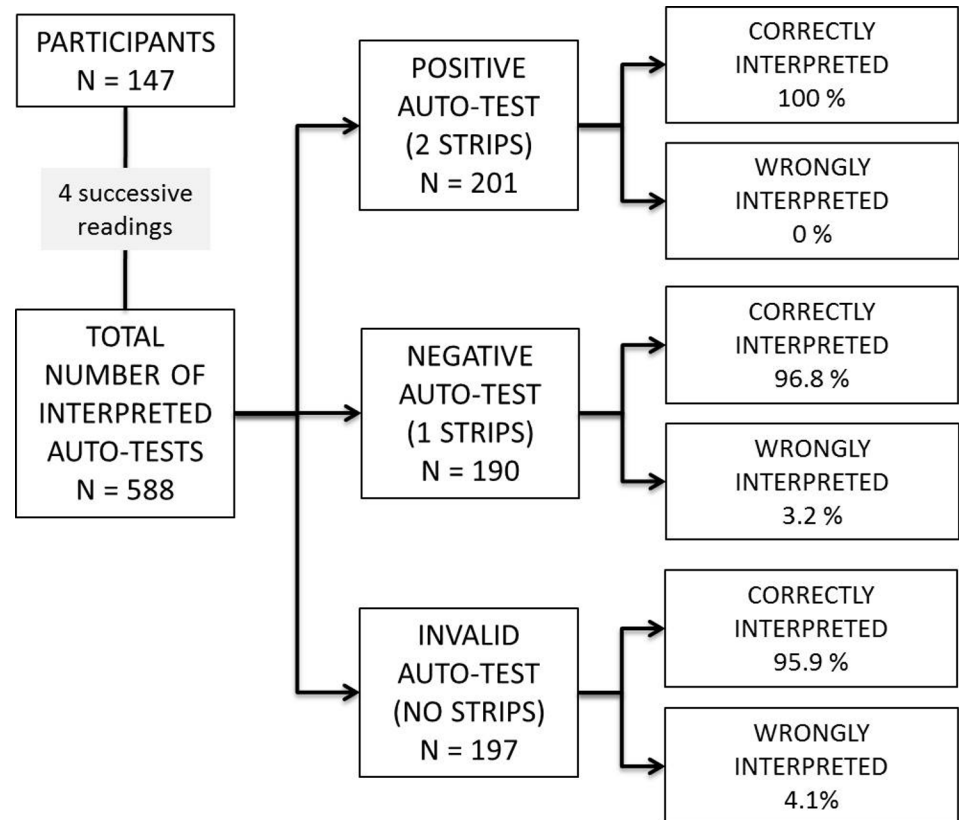 PARTICIPANTS
N = 147
4 successive
readings
TOTAL
NUMBER OF
INTERPRETED
AUTO-TESTS
N = 588
POSITIVE
AUTO-TEST
(2 STRIPS)
N = 201
CORRECTLY
INTERPRETED
100 %
WRONGLY
INTERPRETED
0 %
NEGATIVE
AUTO-TEST
(1 STRIPS)
N = 190
CORRECTLY
INTERPRETED
96.8 %
WRONGLY
INTERPRETED
3.2 %
INVALID
AUTO-TEST
(NO STRIPS)
N = 197
CORRECTLY
INTERPRETED
95.9 %
WRONGLY
INTERPRETED
4.1%